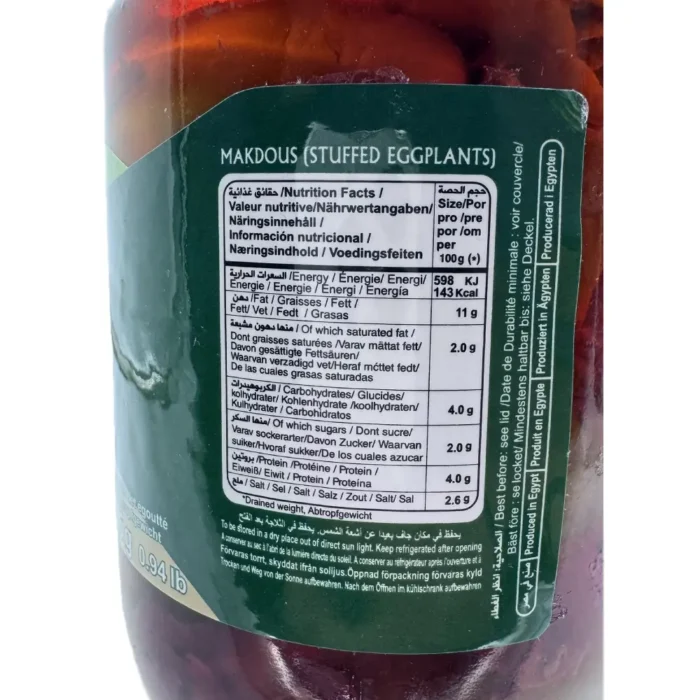 MAKDOUS (STUFFED EGGPLANTS)
حقائق غذائية /Nutrition Facts /
Valeur nutritive/Nährwertangaben/
Näringsinnehåll /
Información nutricional /
Næringsindhold / Voedingsfeiten
حجم الحصة
Size/Por
pro /pre
por /om
per
100g (*)
السعرات الحرارية /Energy / Énergie/ Energi/
Energie / Energie / Energi / Energía
598 KJ
143 Kcal
دهن /Fat / Graisses / Fett /
Fett/ Vet / Fedt / Grasas
11 g
منها دهون مشبعة / Of which saturated fat /
Dont graisses saturées /Varav mättat fett/
Davon gesättigte Fettsäuren/
Waarvan verzadigd vet/Heraf mćttet fedt/
De las cuales grasas saturadas
2.0 g
الكربوهيدرات / Carbohydrates/ Glucides/
kolhydrater/ Kohlenhydrate /koolhydraten/
Kulhydrater / Carbohidratos
4.0 g
منها السكر/ Of which sugars / Dont sucre/
Varav sockerarter/Davon Zucker/ Waarvan
suiker/Hvoraf sukker/De los cuales azucar
2.0 g
بروتين /Protein /Protéine / Protein /
Eiweiß/ Eiwit / Protein / Proteína
4.0 g
ملح / Salt / Sel / Salt / Salz / Zout / Salt/ Sal
2.6 g
*Drained weight, Abtropfgewicht
يحفظ في مكان جاف بعيدا عن أشعة الشمس. يحفظ في الثلاجة بعد الفتح
To be stored in a dry place out of direct sun light. Keep refrigerated after opening
A conserver au sec à l'abri de la lumière directe du soleil. A conserver au réfrigérateur après l'ouverture et à
Förvaras torrt, skyddat ifrån solljus.Öppnad förpackning förvaras kyld
Trocken und Weg von der Sonne aufbewahren. Nach dem Öffnen im kühlschrank aufbewahren
الصلاحية: انظر الغطاء / Best before: see lid /Date de Durabilité minimale : voir couvercle/
Bäst före : se locket/ Mindestens haltbar bis: siehe Deckel.
صنع في مصر Produced in Egypt Produit en Egypte Produziert in Ägypten Producerad i Egypten
egoutté
0.94 lb